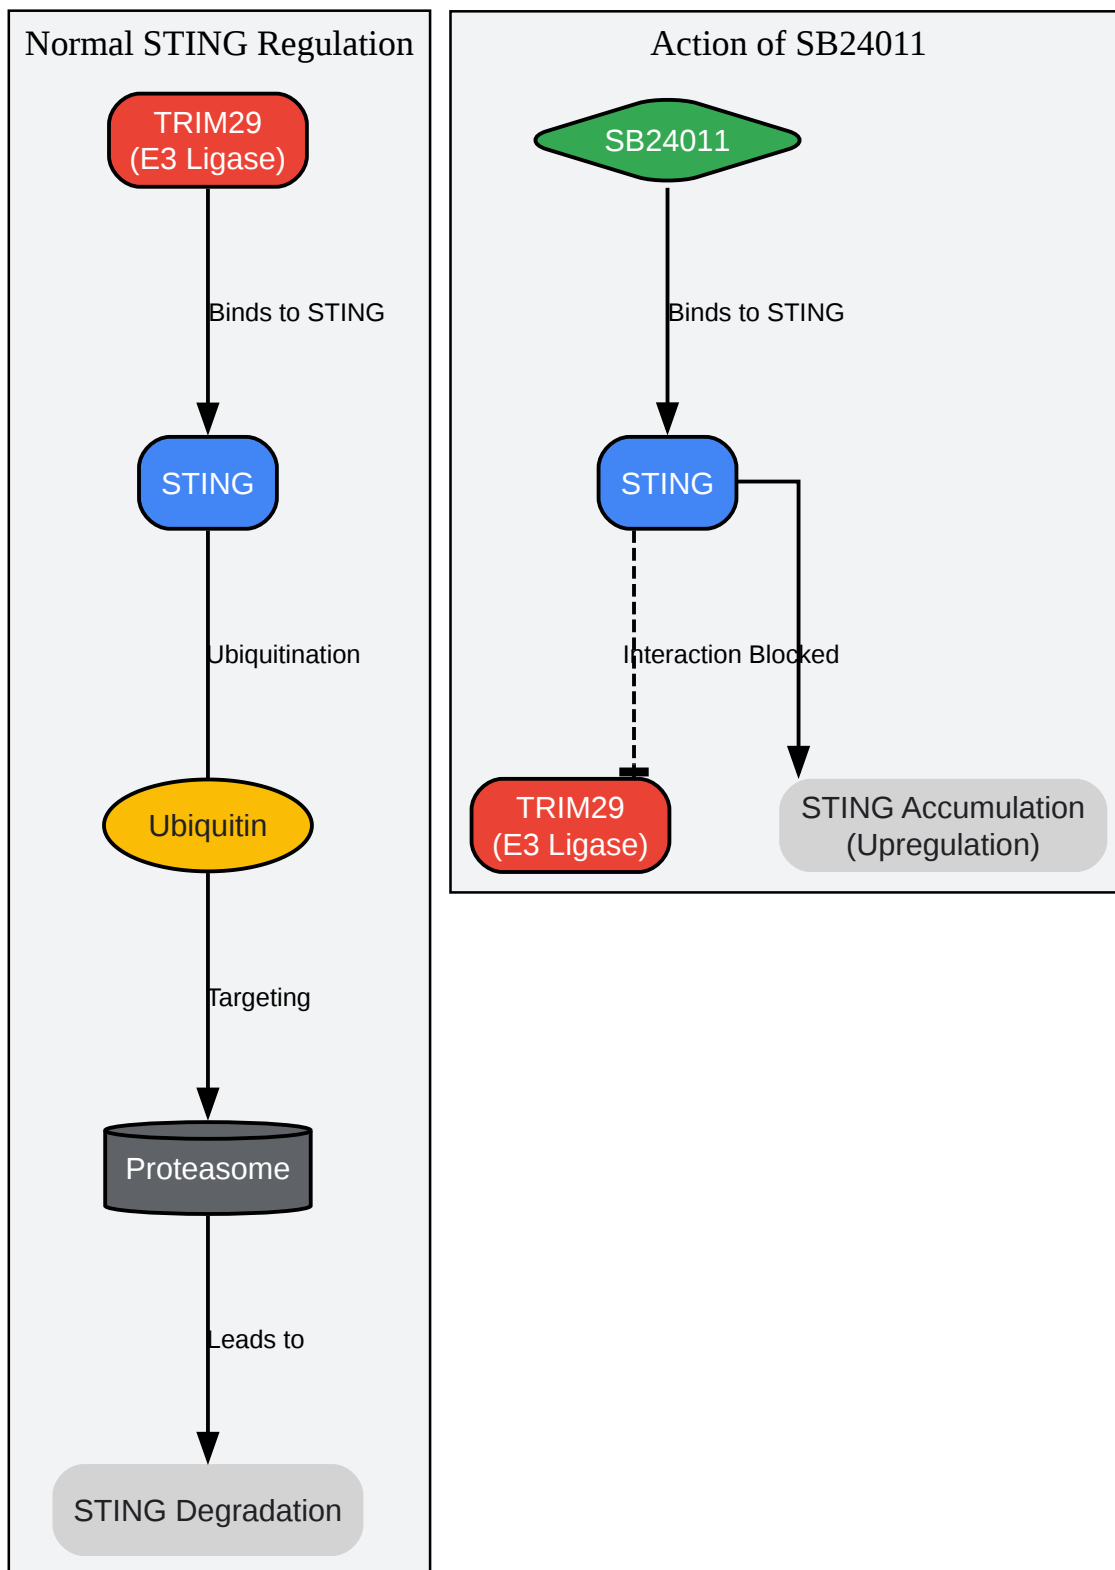 Normal STING Regulation
TRIM29
(E3 Ligase)
Binds to STING
STING
Ubiquitination
Ubiquitin
Targeting
Proteasome
Leads to
STING Degradation
Action of SB24011
SB24011
Binds to STING
STING
Interaction Blocked
TRIM29
(E3 Ligase)
STING Accumulation
(Upregulation)